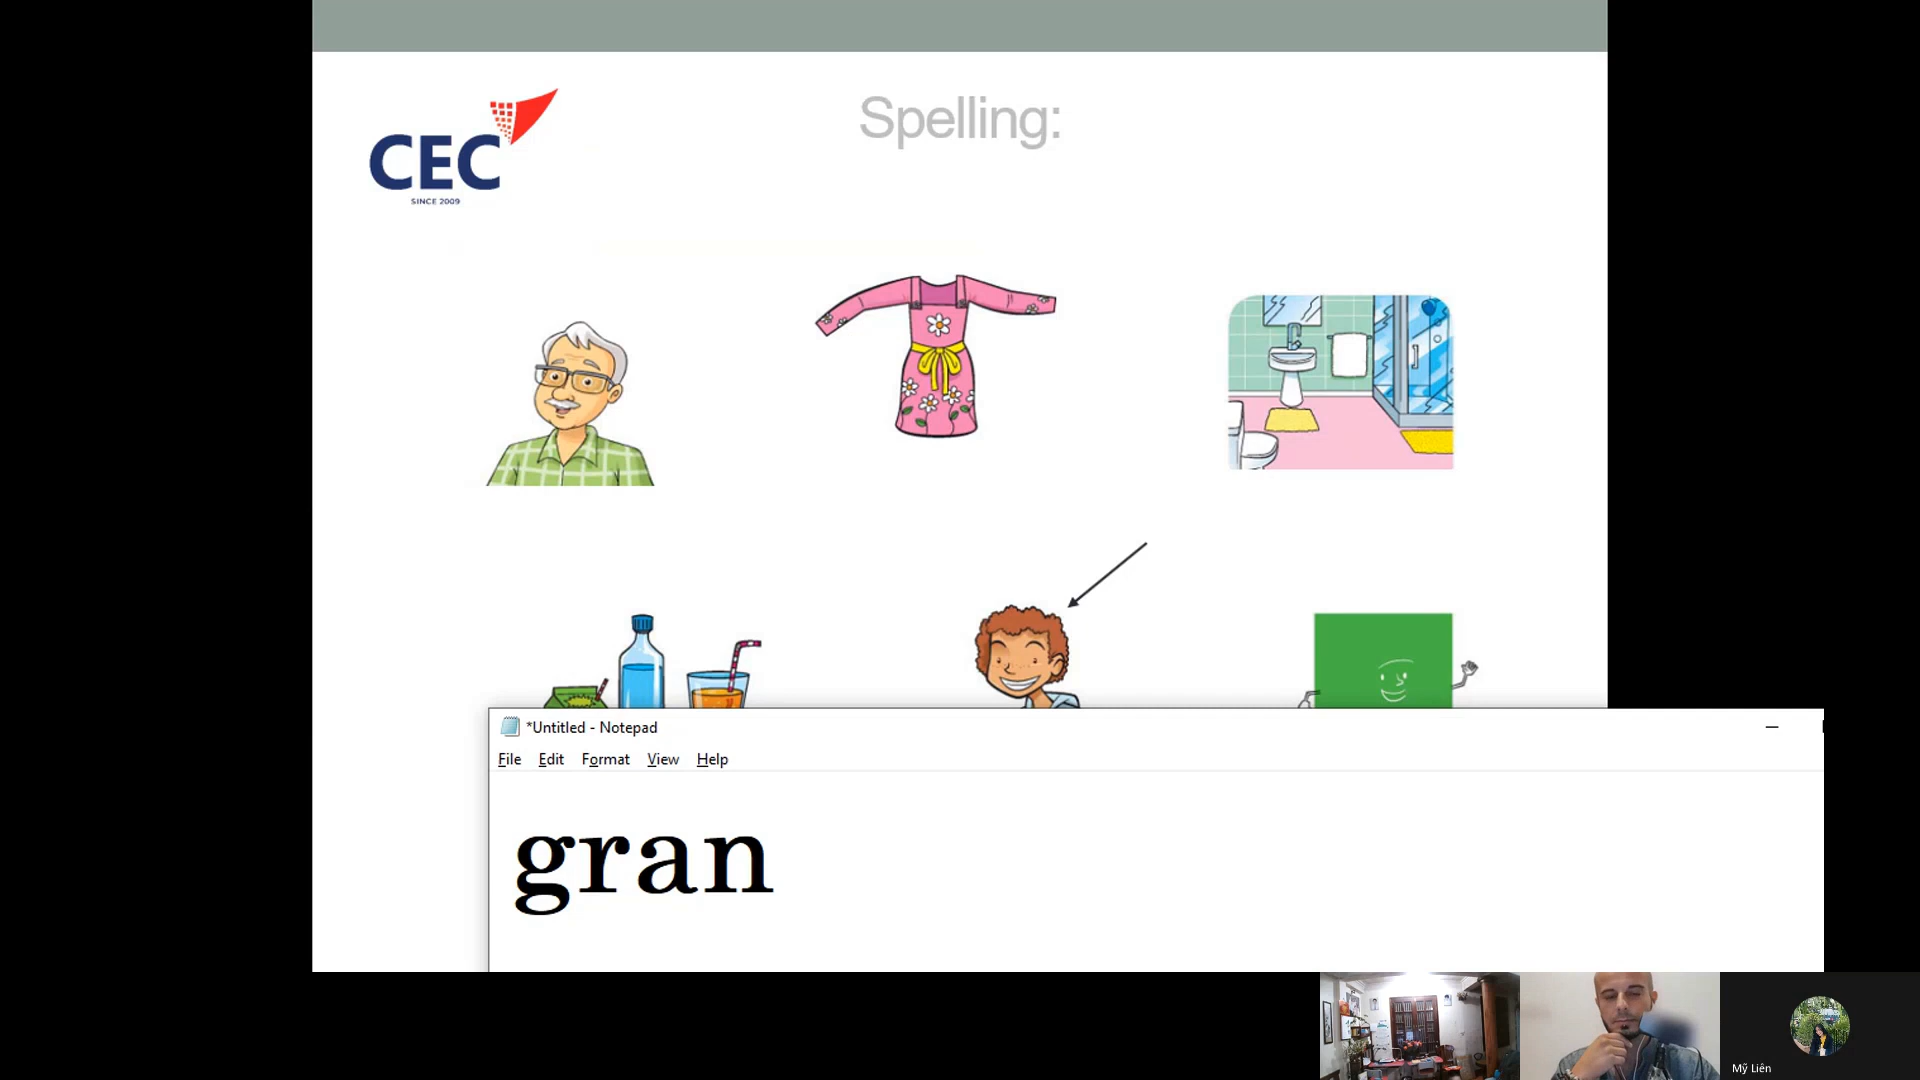 CEC
SINCE 2009
Spelling:
*Untitled - Notepad
File Edit Format View Help
gran
Mỹ Liên